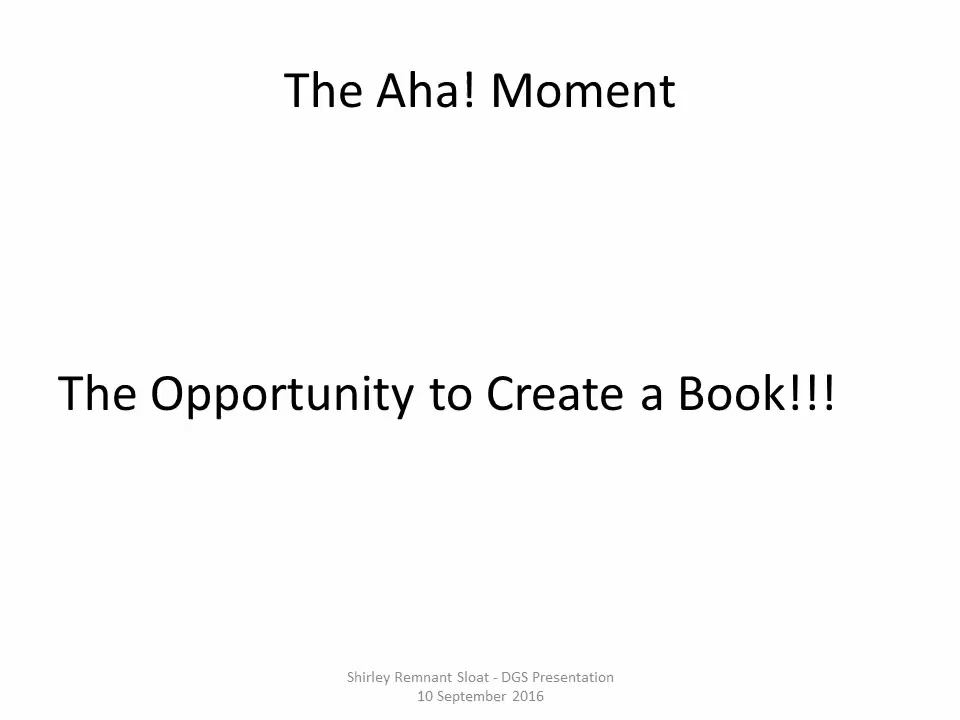 The Aha! Moment
The Opportunity to Create a Book!!!
Shirley Remnant Sloat - DGS Presentation
10 September 2016